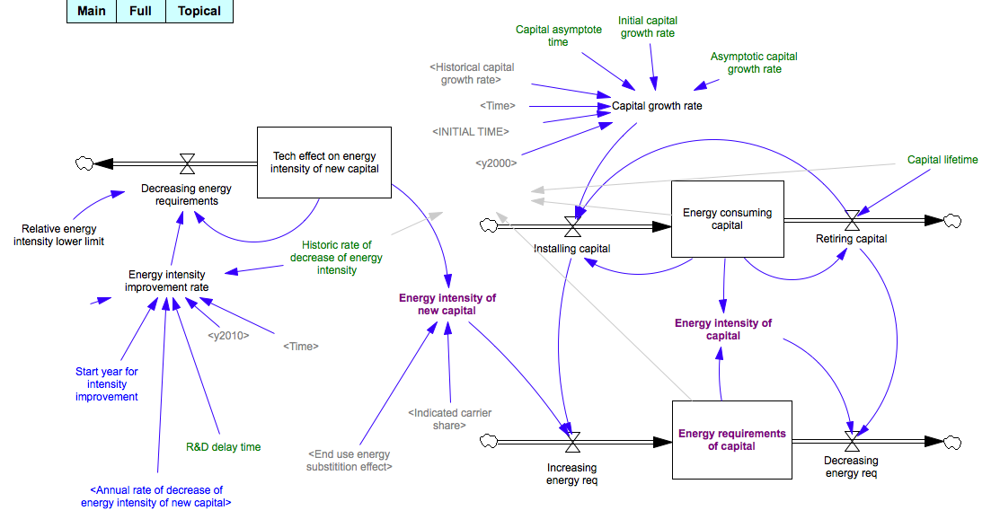 Main Full Topical
Capital asymptote
time
Initial capital
growth rate
Asymptotic capital
growth rate
<Historical capital
growth rate>
<Time>
Capital growth rate
<INITIAL TIME>
<y2000>
Tech effect on energy
intensity of new capital
Capital lifetime
Decreasing energy
requirements
Relative energy
intensity lower limit
Energy consuming
capital
Installing capital
Retiring capital
Historic rate of
decrease of energy
intensity
Energy intensity
improvement rate
Energy intensity of
new capital
Energy intensity of
capital
<y2010>
<Time>
Start year for
intensity
improvement
<Indicated carrier
share>
R&D delay time
<End use energy
substitition effect>
Energy requirements
of capital
Increasing
energy req
Decreasing
energy req
<Annual rate of decrease of
energy intensity of new capital>